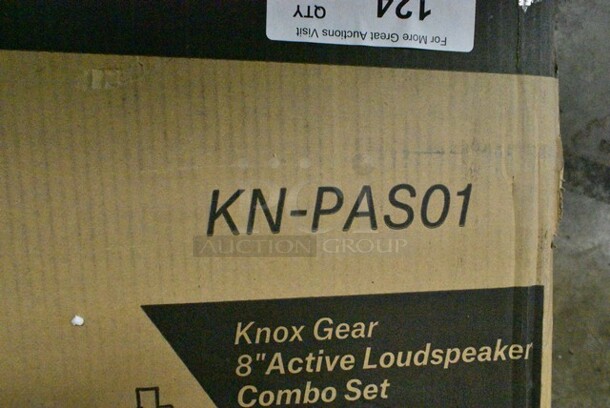 For More Great Auctions Visit
124
QTY
KN-PAS01
AUCTION GROUP
Knox Gear
8"Active Loudspeaker
Combo Set